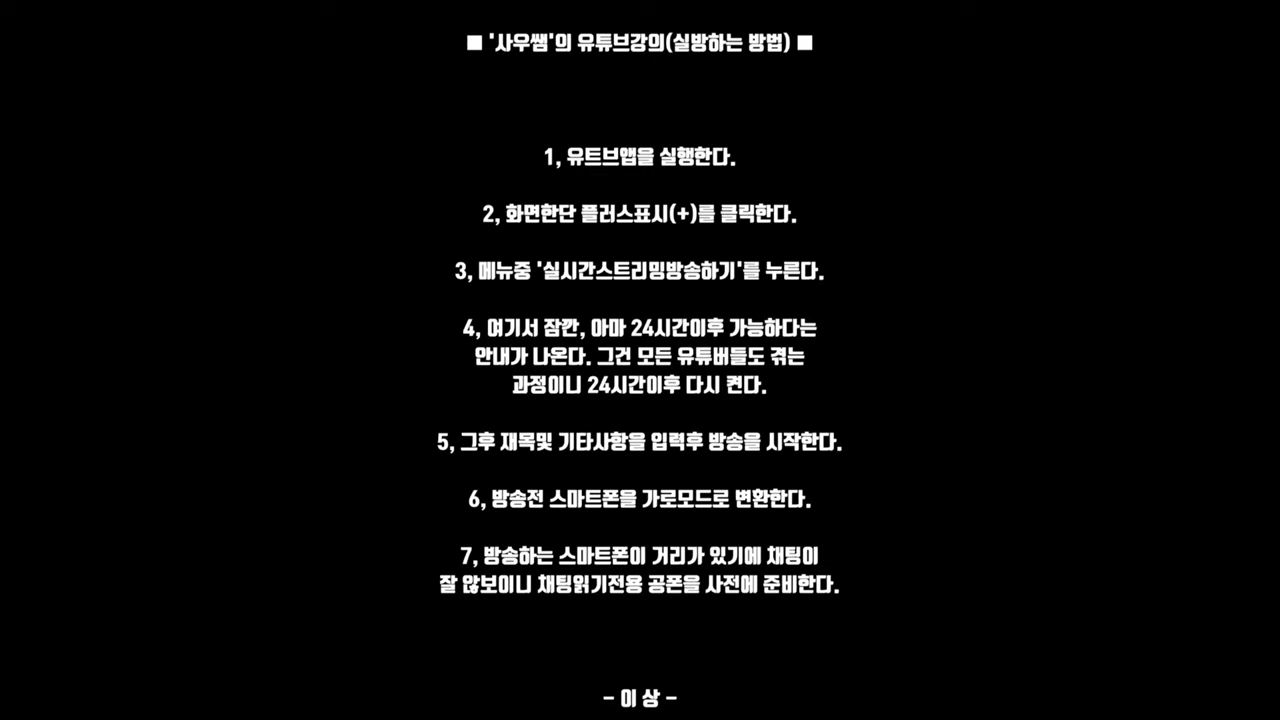 ■ '사우쌤'의 유튜브강의(실방하는 방법) ■
1, 유트브앱을 실행한다.
2, 화면한단 플러스표시(+)를 클릭한다.
3, 메뉴중 '실시간스트리밍방송하기'를 누른다.
4, 여기서 잠깐, 아마 24시간이후 가능하다는
안내가 나온다. 그건 모든 유튜버들도 겪는
과정이니 24시간이후 다시 켠다.
5, 그후 재목및 기타사항을 입력후 방송을 시작한다.
6, 방송전 스마트폰을 가로모드로 변환한다.
7, 방송하는 스마트폰이 거리가 있기에 채팅이
잘 않보이니 채팅읽기전용 공폰을 사전에 준비한다.
- 이 상 -